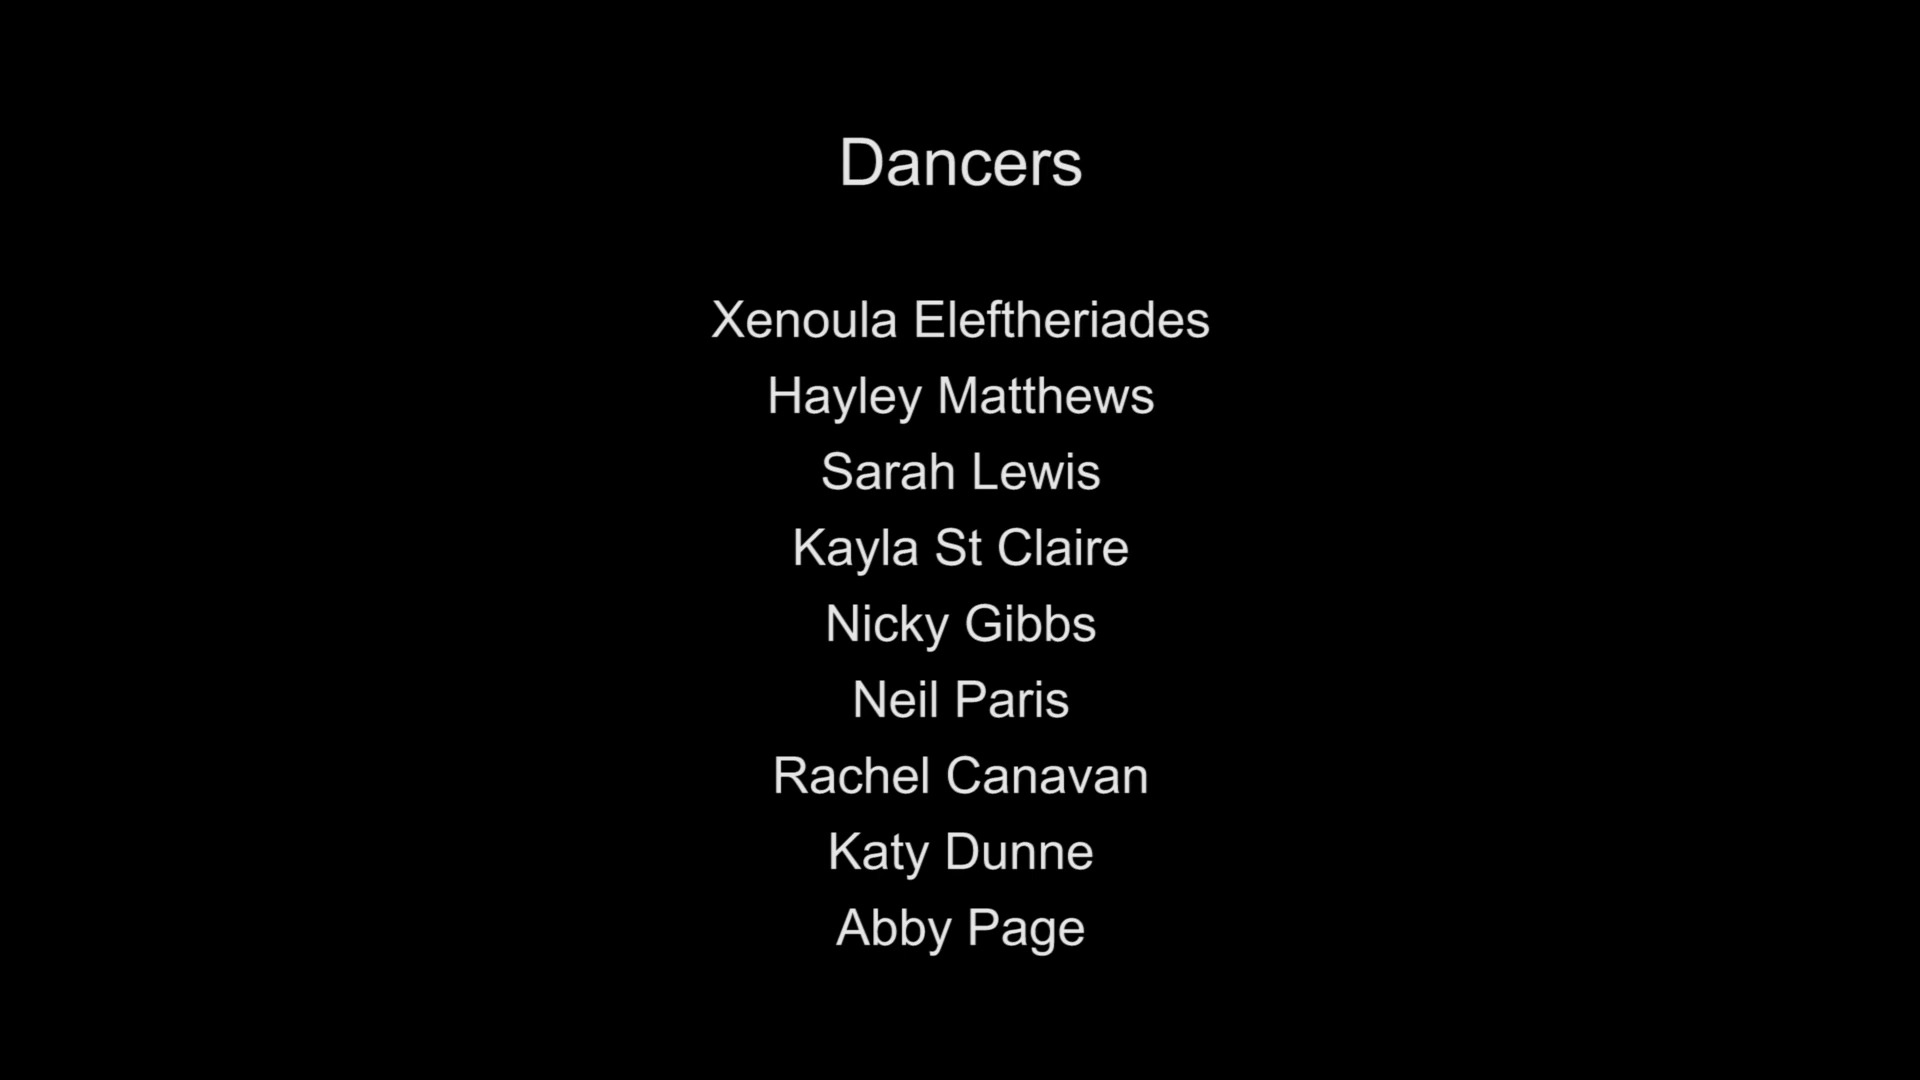 Dancers
Xenoula Eleftheriades
Hayley Matthews
Sarah Lewis
Kayla St Claire
Nicky Gibbs
Neil Paris
Rachel Canavan
Katy Dunne
Abby Page